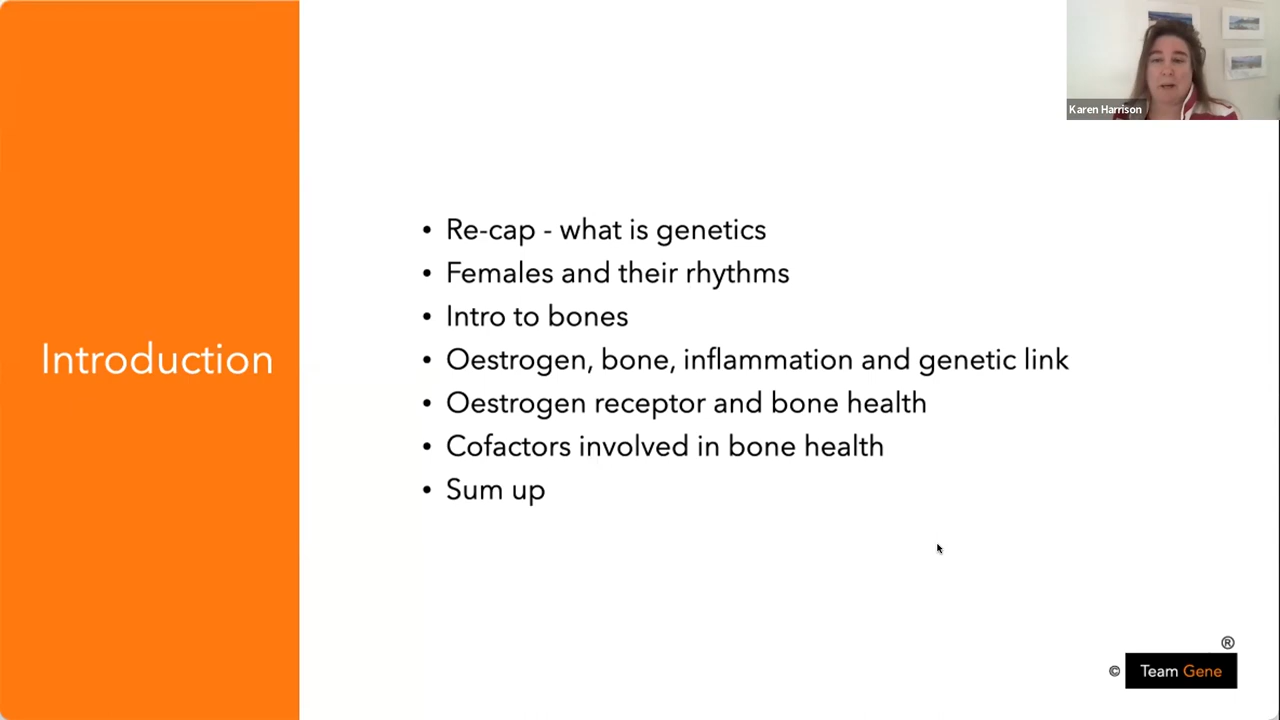 Karen Harrison
Introduction
• Re-cap - what is genetics
• Females and their rhythms
• Intro to bones
• Oestrogen, bone, inflammation and genetic link
• Oestrogen receptor and bone health
• Cofactors involved in bone health
• Sum up
®
© Team Gene